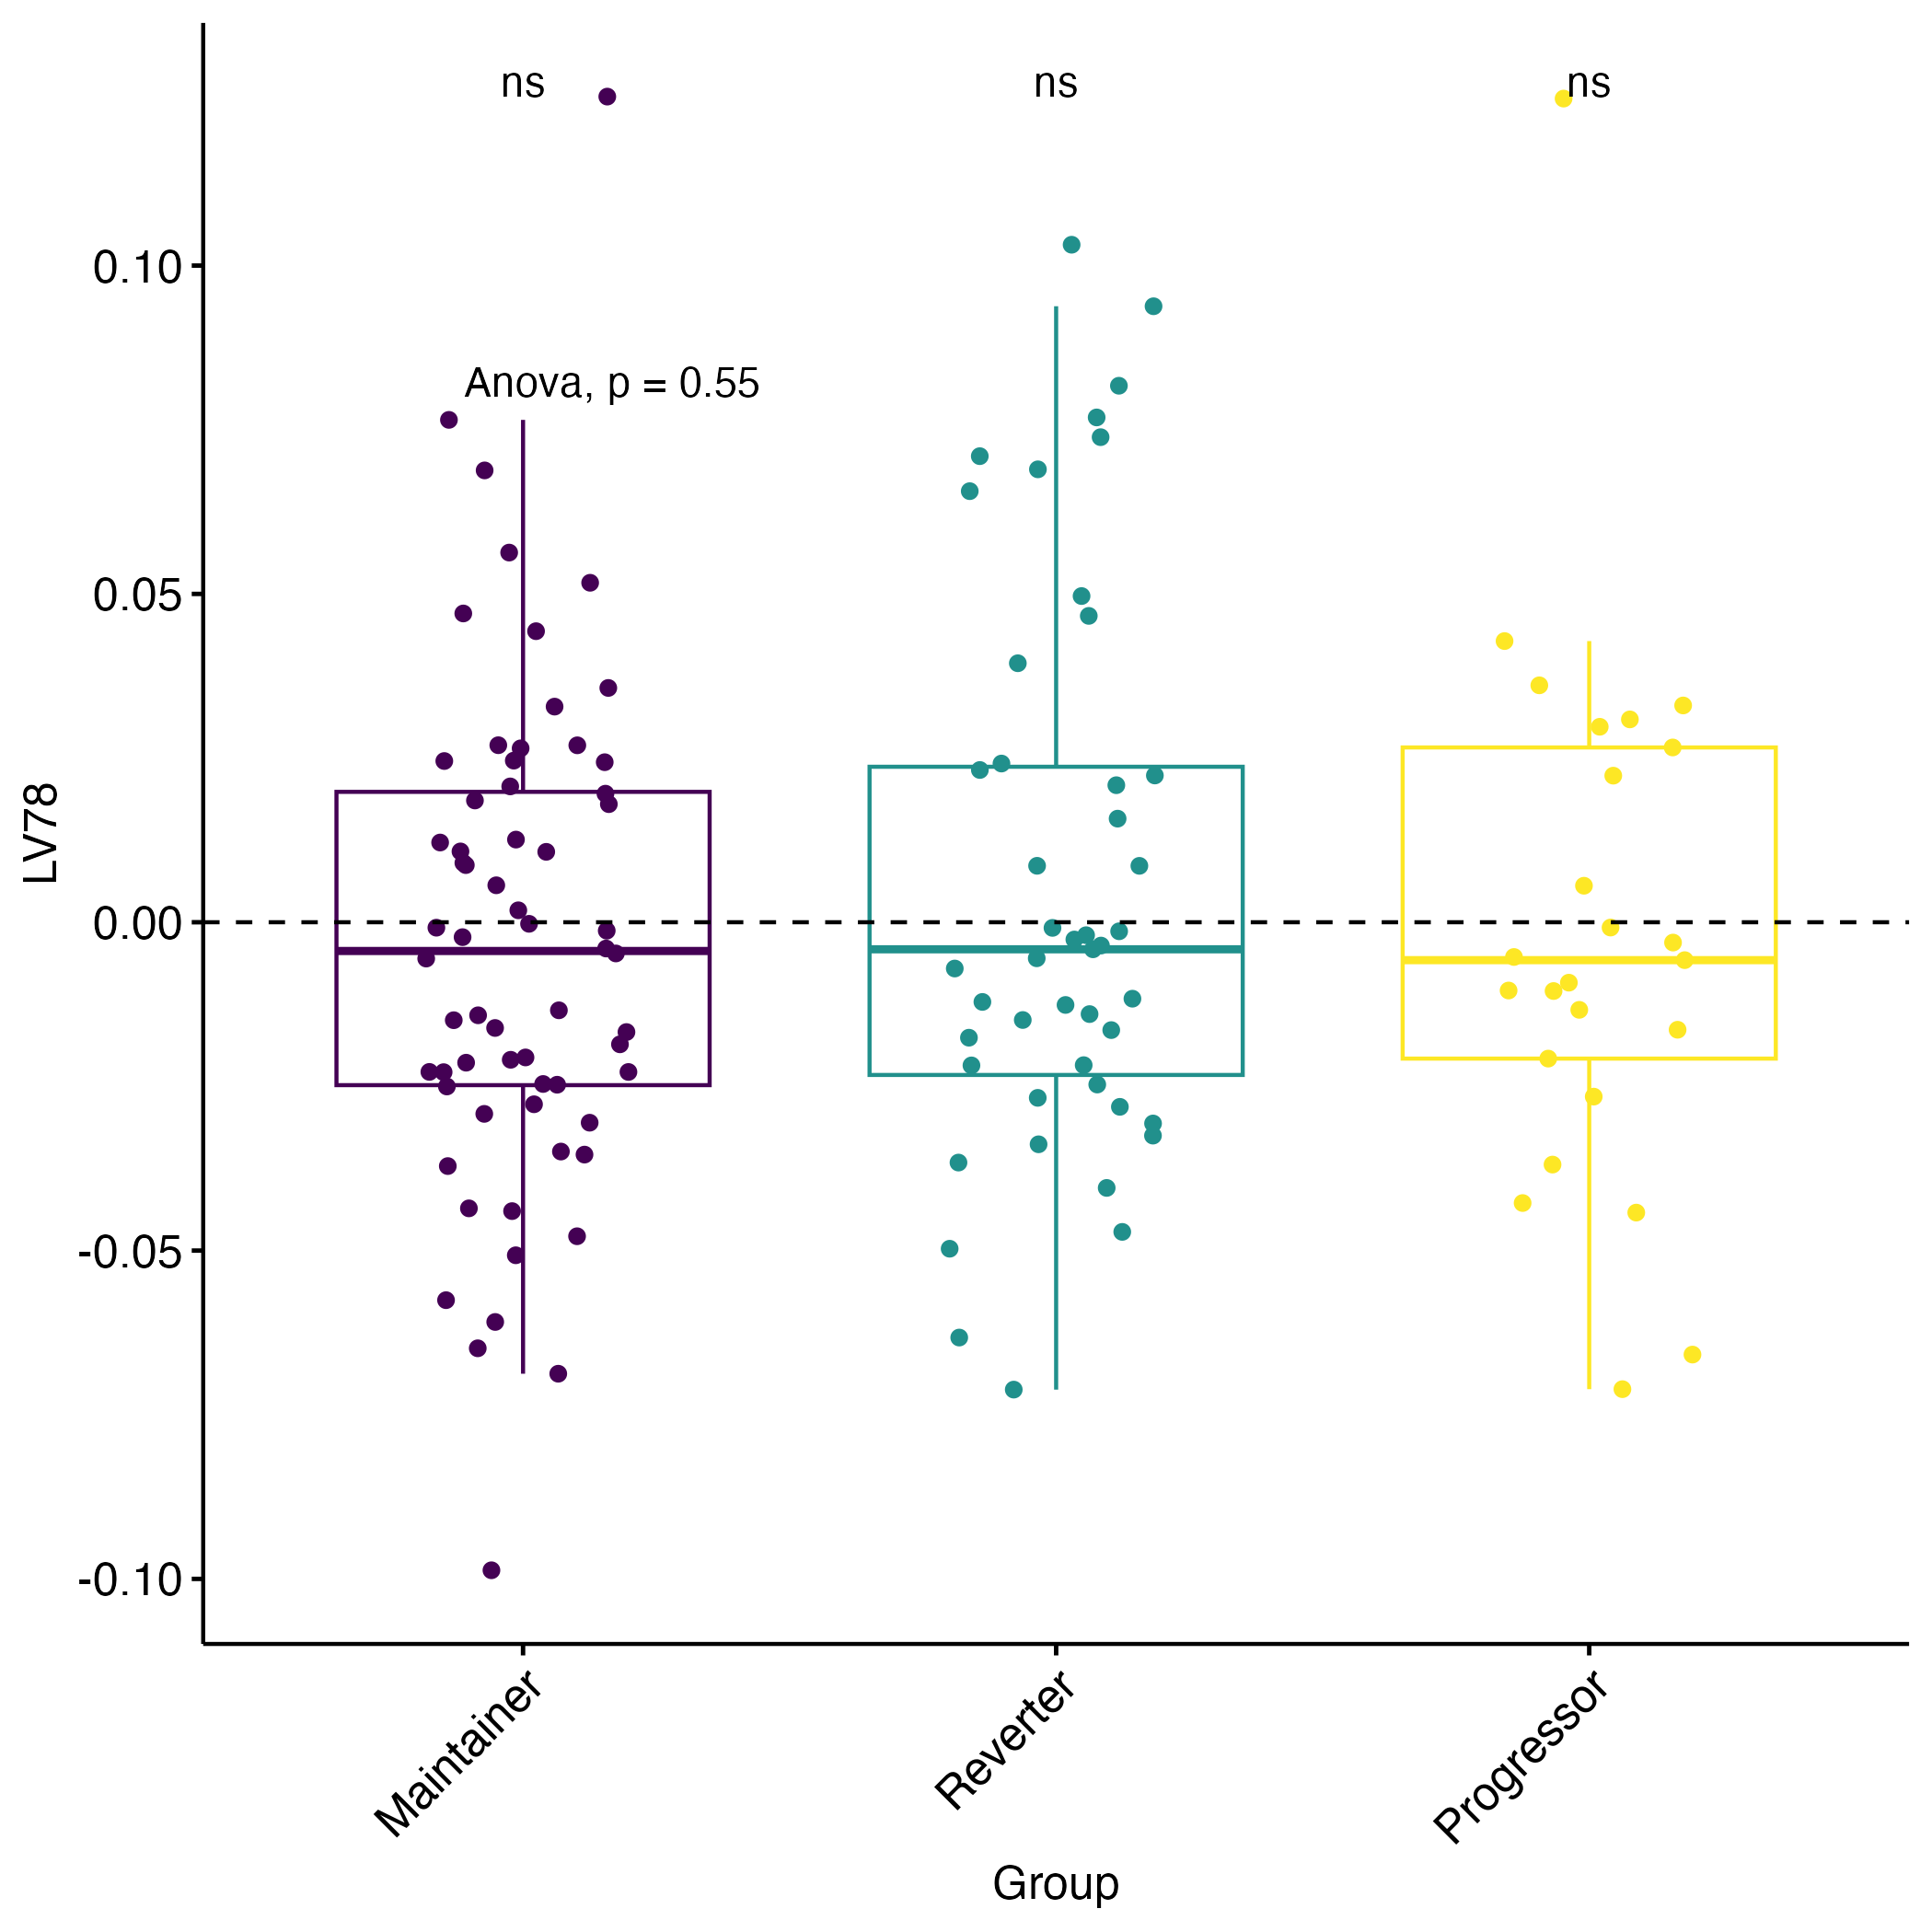 ns ns ns
Anova, p = 0.55
0.10
0.05
0.00
-0.05
-0.10
LV78
Maintainer
Reverter
Progressor
Group